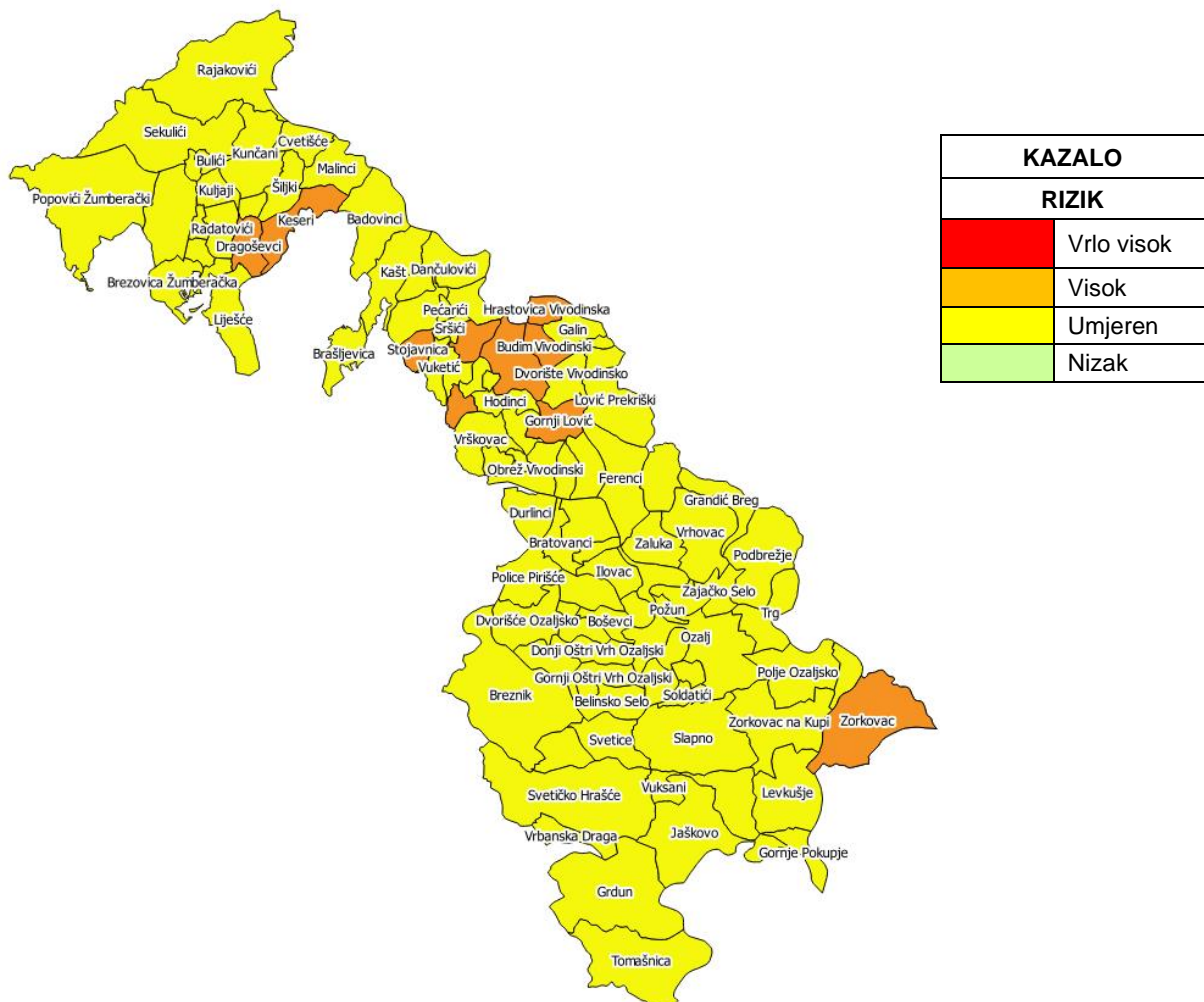 Rajakovići
Sekulići
Cvetišće
Bulići
Kunčani
Malinci
Popovići Žumberački
Kuljaji
Šiljki
Radatovići
Keseri
Badovinci
Dragoševci
Brezovica Žumberačka
Kašt
Dančulovići
Liješće
Pećarići
Hrastovica Vivodinska
Sršići
Galin
Brašljevica
Stojavnica
Budim Vivodinski
Vuketić
Dvorište Vivodinsko
Hodinci
Lović Prekriški
Gornji Lović
Vrškovac
Obrež Vivodinski
Ferenci
Grandić Breg
Durlinci
Vrhovac
Bratovanci
Zaluka
Podbrežje
Police Pirišće
Ilovac
Zajačko Selo
Požun
Trg
Dvorišće Ozaljsko
Boševci
Ozalj
Donji Oštri Vrh Ozaljski
Polje Ozaljsko
Gornji Oštri Vrh Ozaljski
Breznik
Belinsko Selo
Soldatići
Zorkovac na Kupi
Zorkovac
Svetice
Slapno
Svetičko Hrašće
Vuksani
Levkušje
Vrbanska Draga
Jaškovo
Gornje Pokupje
Grdun
Tomašnica
KAZALO
RIZIK
Vrlo visok
Visok
Umjeren
Nizak